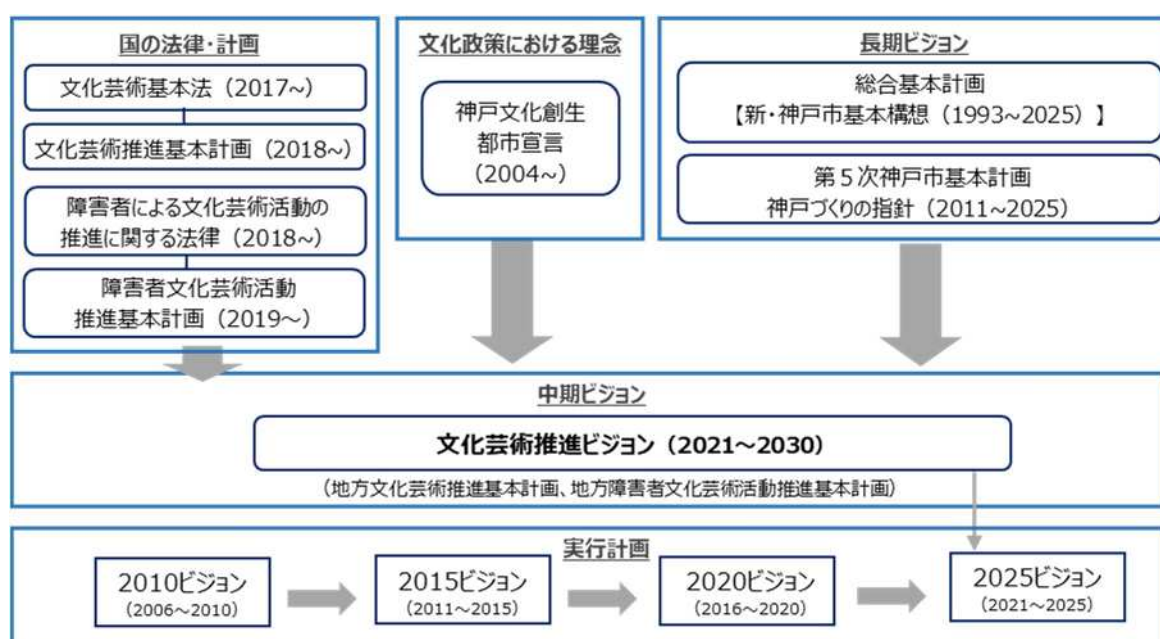 国の法律・計画
文化芸術基本法（2017~）
文化芸術推進基本計画（2018~）
障害者による文化芸術活動の
推進に関する法律（2018~）
障害者文化芸術活動
推進基本計画（2019～）
文化政策における理念
神戸文化創生
都市宣言
（2004~）
長期ビジョン
総合基本計画
【新・神戸市基本構想（1993~2025）】
第５次神戸市基本計画
神戸づくりの指針（2011~2025）
中期ビジョン
文化芸術推進ビジョン（2021～2030）
（地方文化芸術推進基本計画、地方障害者文化芸術活動推進基本計画）
実行計画
2010ビジョン
（2006～2010）
2015ビジョン
（2011～2015）
2020ビジョン
（2016～2020）
2025ビジョン
（2021～2025）